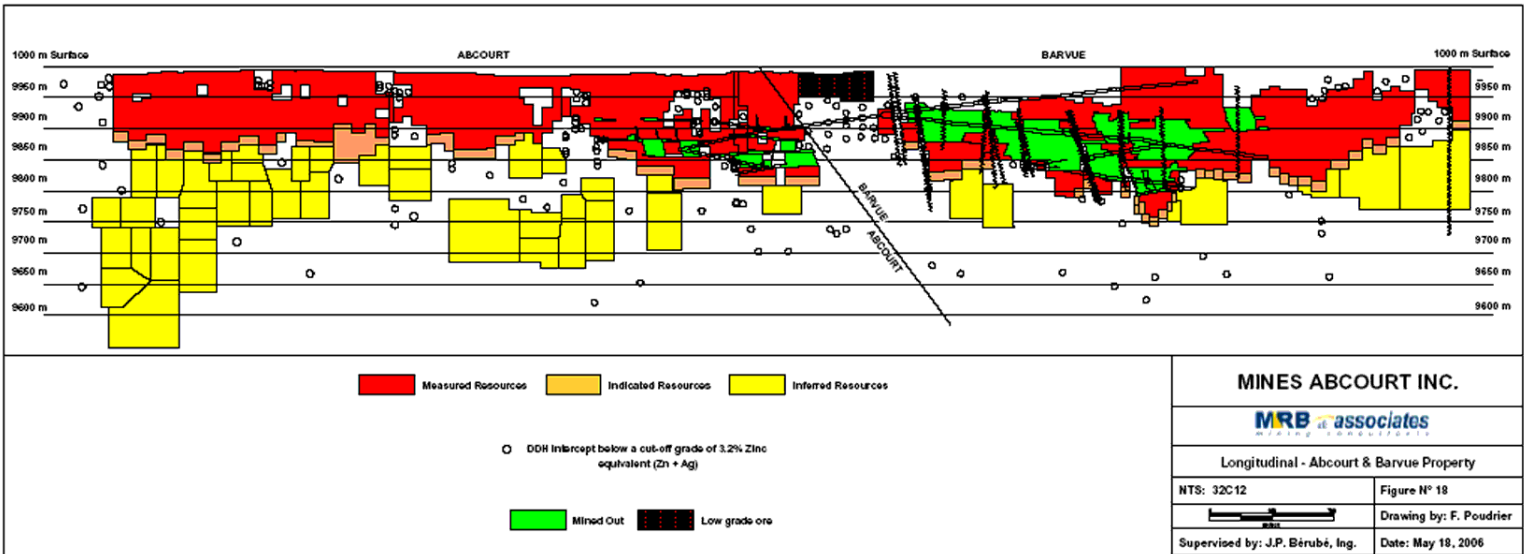 ABCOURT
BARVUE
1000 m Surface
1000 m Surface
9950 m
9950 m
9900 m
9900 m
9850 m
9850 m
9800 m
9800 m
9750 m
9750 m
9700 m
9700 m
9650 m
9650 m
9600 m
9600 m
BARVUE
ABCOURT
Measured Resources
Indicated Resources
Inferred Resources
DDH Intercept below a cut-off grade of 3.2% Zinc
equivalent (Zn + Ag)
Mined Out
Low grade ore
MINES ABCOURT INC.
MRB & associates
mining consultants
Longitudinal - Abcourt & Barvue Property
NTS: 32C12
Figure N° 18
Drawing by: F. Poudrier
Supervised by: J.P. Bérubé, Ing.
Date: May 18, 2006